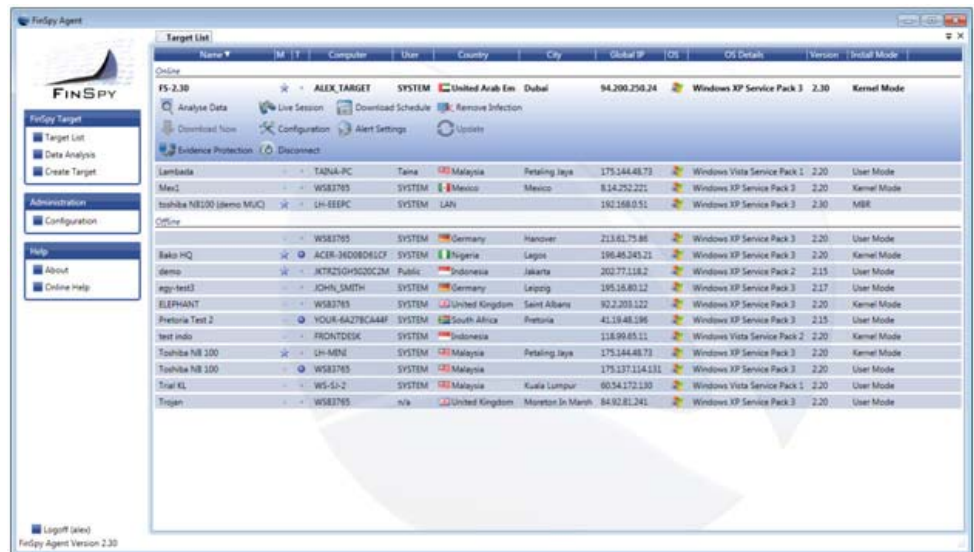 FinSpy Agent
FINSPY
FinSpy Target
Target List
Data Analysis
Create Target
Administration
Configuration
Help
About
Online Help
Logoff (alex)
FinSpy Agent Version 2.30
Target List
Name M T Computer User Country City Global IP OS OS Details Version Install Mode
Online
FS-2.30 ALEX_TARGET SYSTEM United Arab Em Dubai 94.200.250.24 Windows XP Service Pack 3 2.30 Kernel Mode
Analyse Data Live Session Download Schedule Remove Infection
Download Now Configuration Alert Settings Update
Evidence Protection Disconnect
Lambada TAINA-PC Taina Malaysia Petaling Jaya 175.144.48.73 Windows Vista Service Pack 1 2.20 User Mode
Mex1 WS83765 SYSTEM Mexico Mexico 8.14.252.221 Windows XP Service Pack 3 2.20 Kernel Mode
toshiba NB100 (demo MUC) LH-EEEPC SYSTEM LAN 192.168.0.51 Windows XP Service Pack 3 2.30 MBR
Offline
WS83765 SYSTEM Germany Hanover 213.61.75.86 Windows XP Service Pack 3 2.20 User Mode
Bako HQ ACER-36D08D61CF SYSTEM Nigeria Lagos 196.46.245.21 Windows XP Service Pack 3 2.20 Kernel Mode
demo Public Indonesia Jakarta 202.77.118.2 Windows XP Service Pack 2 2.15 User Mode
egy-test3 JOHN_SMITH SYSTEM Germany Leipzig 195.16.80.12 Windows XP Service Pack 3 2.17 User Mode
ELEPHANT WS83765 SYSTEM United Kingdom Saint Albans 92.2.203.122 Windows XP Service Pack 3 2.20 Kernel Mode
Pretoria Test 2 YOUR-6A27BCA44F SYSTEM South Africa Pretoria 41.19.48.196 Windows XP Service Pack 3 2.15 User Mode
test indo FRONTDESK SYSTEM Indonesia 118.99.65.11 Windows Vista Service Pack 2 2.20 Kernel Mode
Toshiba NB 100 LH-MINI SYSTEM Malaysia Petaling Jaya 175.144.48.73 Windows XP Service Pack 3 2.20 Kernel Mode
Toshiba NB 100 WS83765 SYSTEM Malaysia 175.137.114.131 Windows XP Service Pack 3 2.20 User Mode
Trial KL WS-SJ-2 SYSTEM Malaysia Kuala Lumpur 60.54.172.130 Windows Vista Service Pack 1 2.20 User Mode
Trojan WS83765 n/a United Kingdom Moreton In Marsh 84.92.81.241 Windows XP Service Pack 3 2.20 User Mode